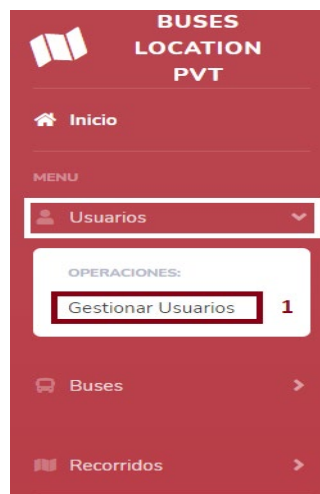 BUSES
LOCATION
PVT
Inicio
MENU
Usuarios
OPERACIONES:
Gestionar Usuarios 1
Buses
Recorridos